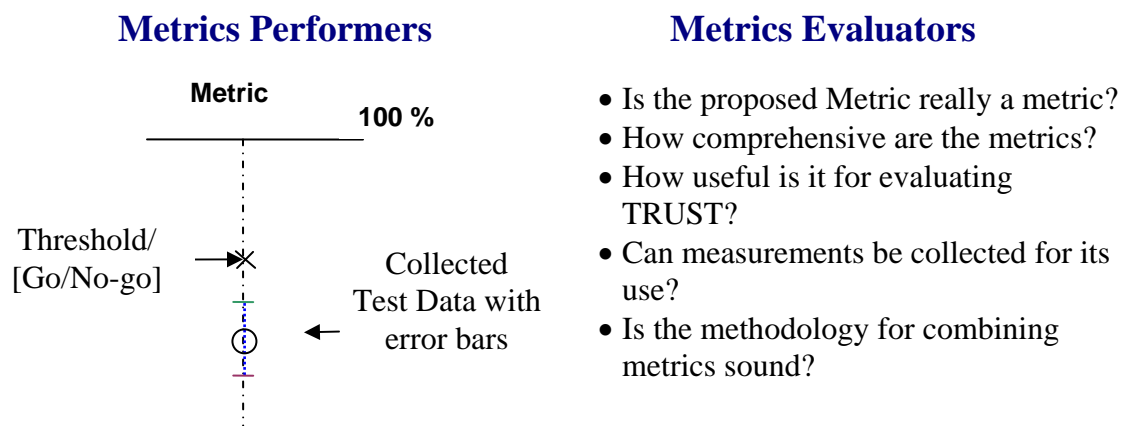 Metrics Performers
Metric
100 %
Threshold/
[Go/No-go]
Collected
Test Data with
error bars
Metrics Evaluators
• Is the proposed Metric really a metric?
• How comprehensive are the metrics?
• How useful is it for evaluating
TRUST?
• Can measurements be collected for its
use?
• Is the methodology for combining
metrics sound?